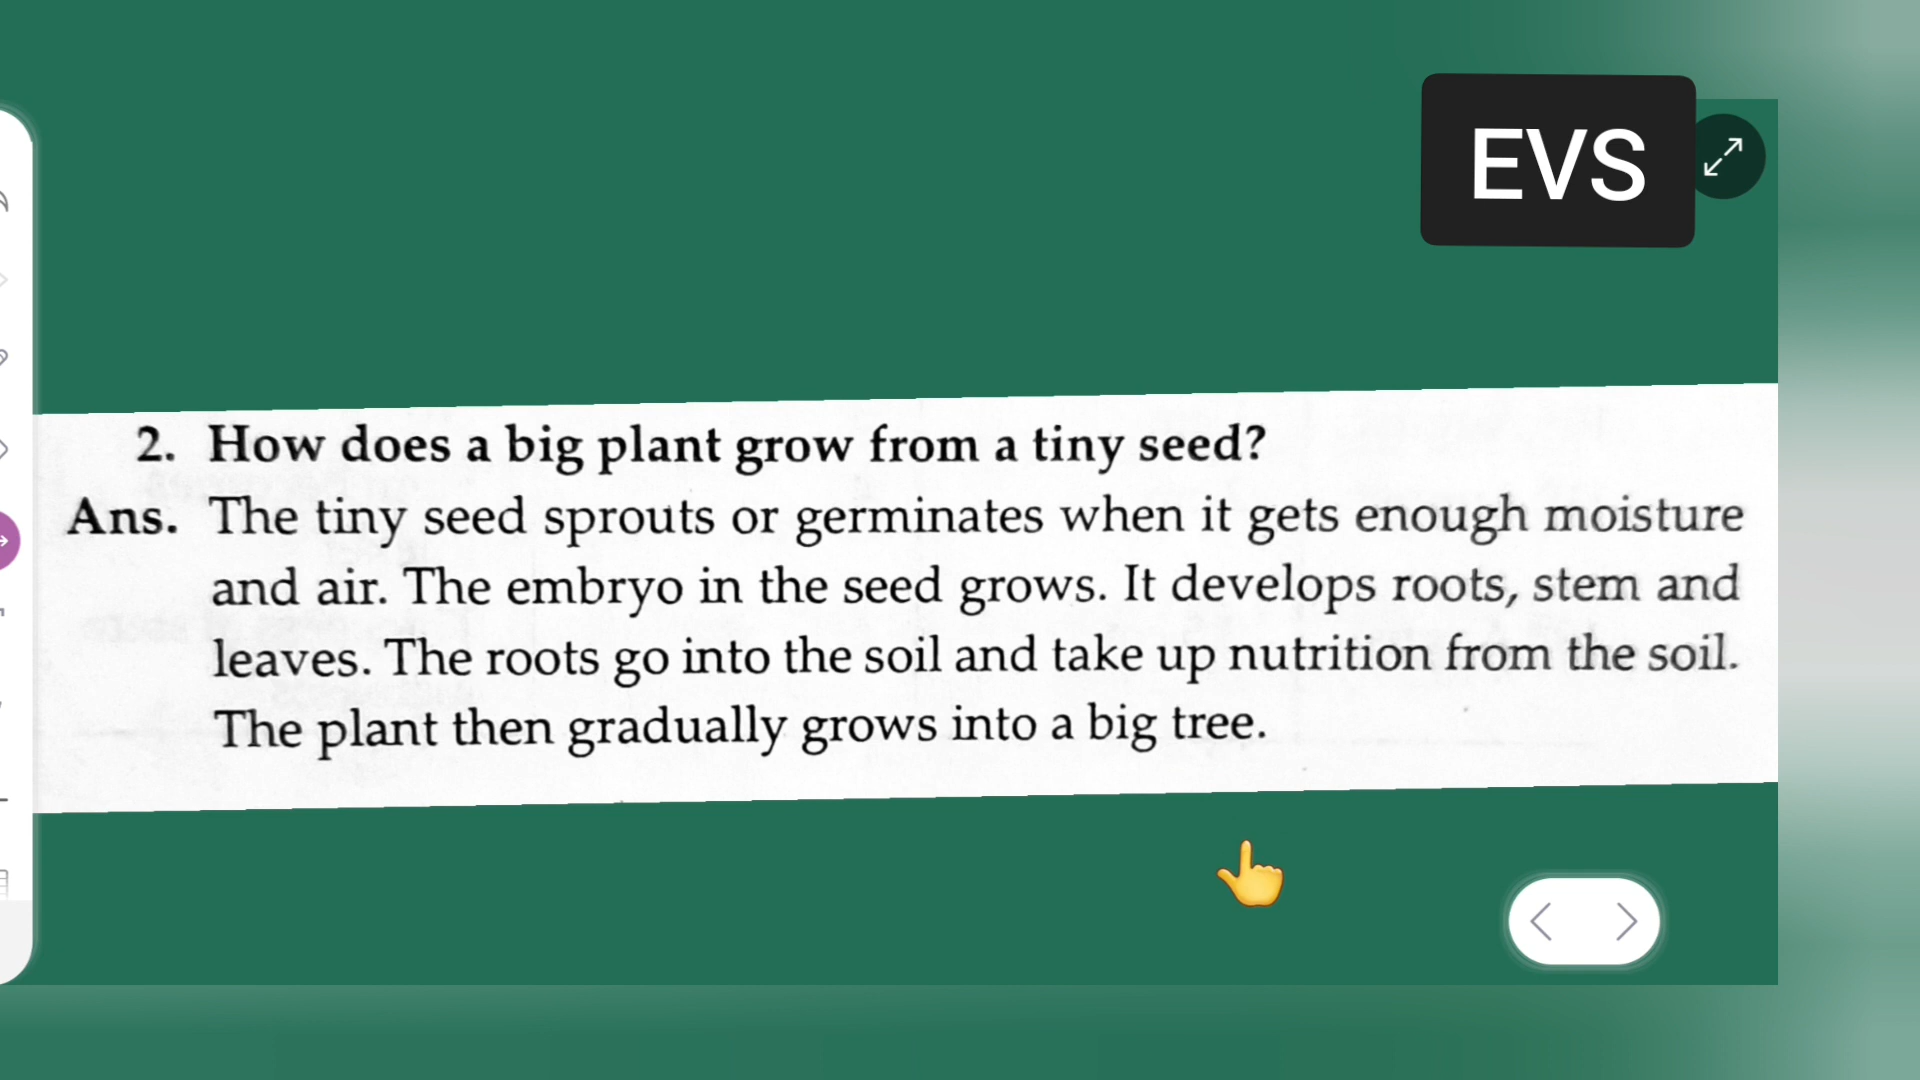 EVS
2. How does a big plant grow from a tiny seed?
Ans. The tiny seed sprouts or germinates when it gets enough moisture
and air. The embryo in the seed grows. It develops roots, stem and
leaves. The roots go into the soil and take up nutrition from the soil.
The plant then gradually grows into a big tree.